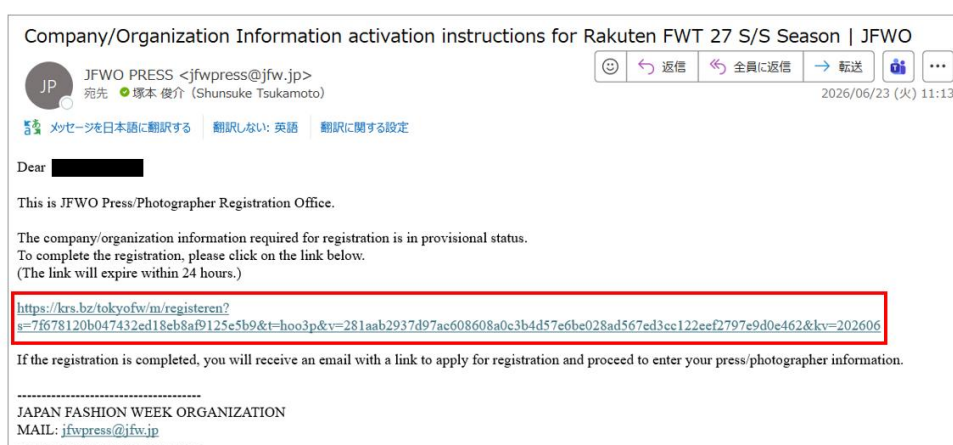 Company/Organization Information activation instructions for Rakuten FWT 27 S/S Season | JFWO
JP
JFWO PRESS <jfwpress@jfw.jp>
宛先 塚本 俊介（Shunsuke Tsukamoto）
返信 全員に返信 転送
2026/06/23 (火) 11:13
メッセージを日本語に翻訳する 翻訳しない: 英語 翻訳に関する設定
Dear
This is JFWO Press/Photographer Registration Office.
The company/organization information required for registration is in provisional status.
To complete the registration, please click on the link below.
(The link will expire within 24 hours.)
https://krs.bz/tokyofw/m/registeren?
s=7f678120b047432ed18eb8af9125e5b9&t=hoo3p&v=281aab2937d97ac608608a0c3b4d57e6be028ad567ed3cc122eef2797e9d0e462&kv=202606
If the registration is completed, you will receive an email with a link to apply for registration and proceed to enter your press/photographer information.
------------------------------------
JAPAN FASHION WEEK ORGANIZATION
MAIL: jfwpress@jfw.jp